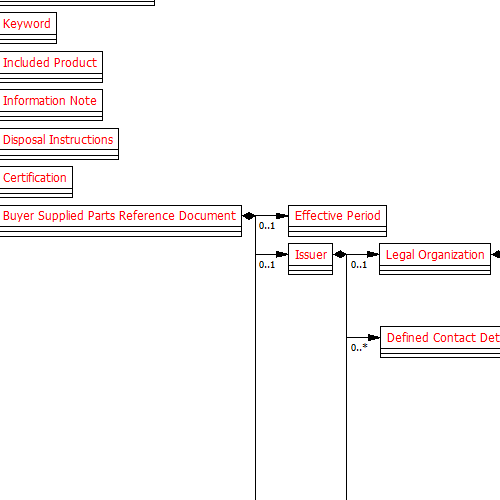 Keyword
Included Product
Information Note
Disposal Instructions
Certification
Buyer Supplied Parts Reference Document
Effective Period
0..1
Issuer
Legal Organization
0..1
0..1
Defined Contact Det
0..*